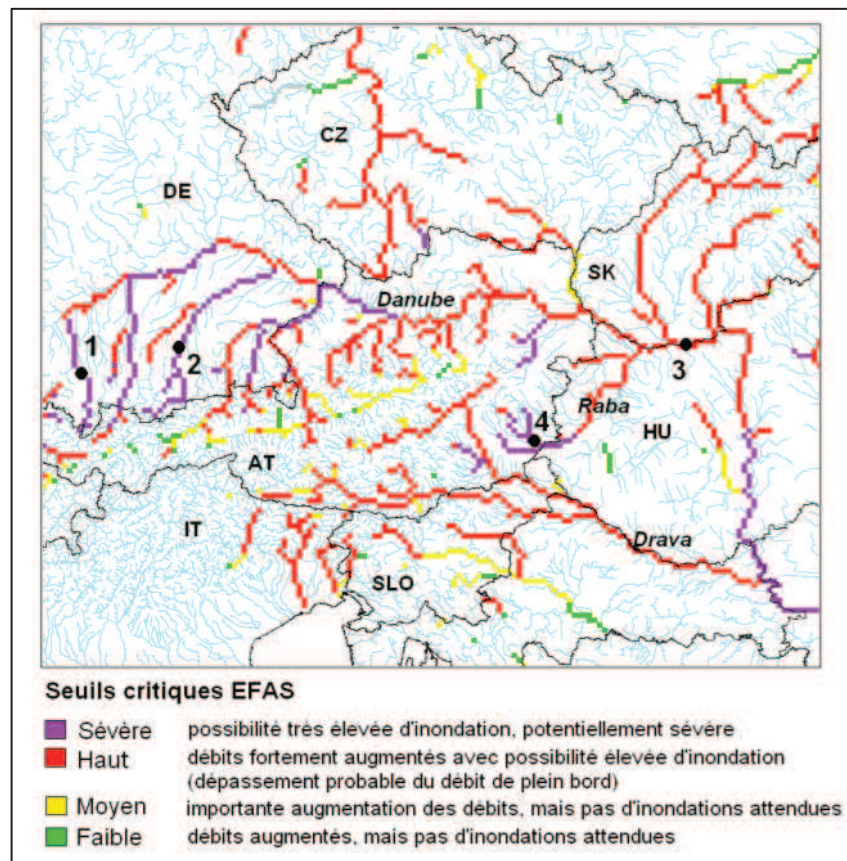 CZ
DE
SK
Danube
1
2
3
Raba
4
HU
AT
IT
Drava
SLO
Seuils critiques EFAS
Sévère possibilité très élevée d'inondation, potentiellement sévère
Haut débits fortement augmentés avec possibilité élevée d'inondation
(dépassement probable du débit de plein bord)
Moyen importante augmentation des débits, mais pas d'inondations attendues
Faible débits augmentés, mais pas d'inondations attendues